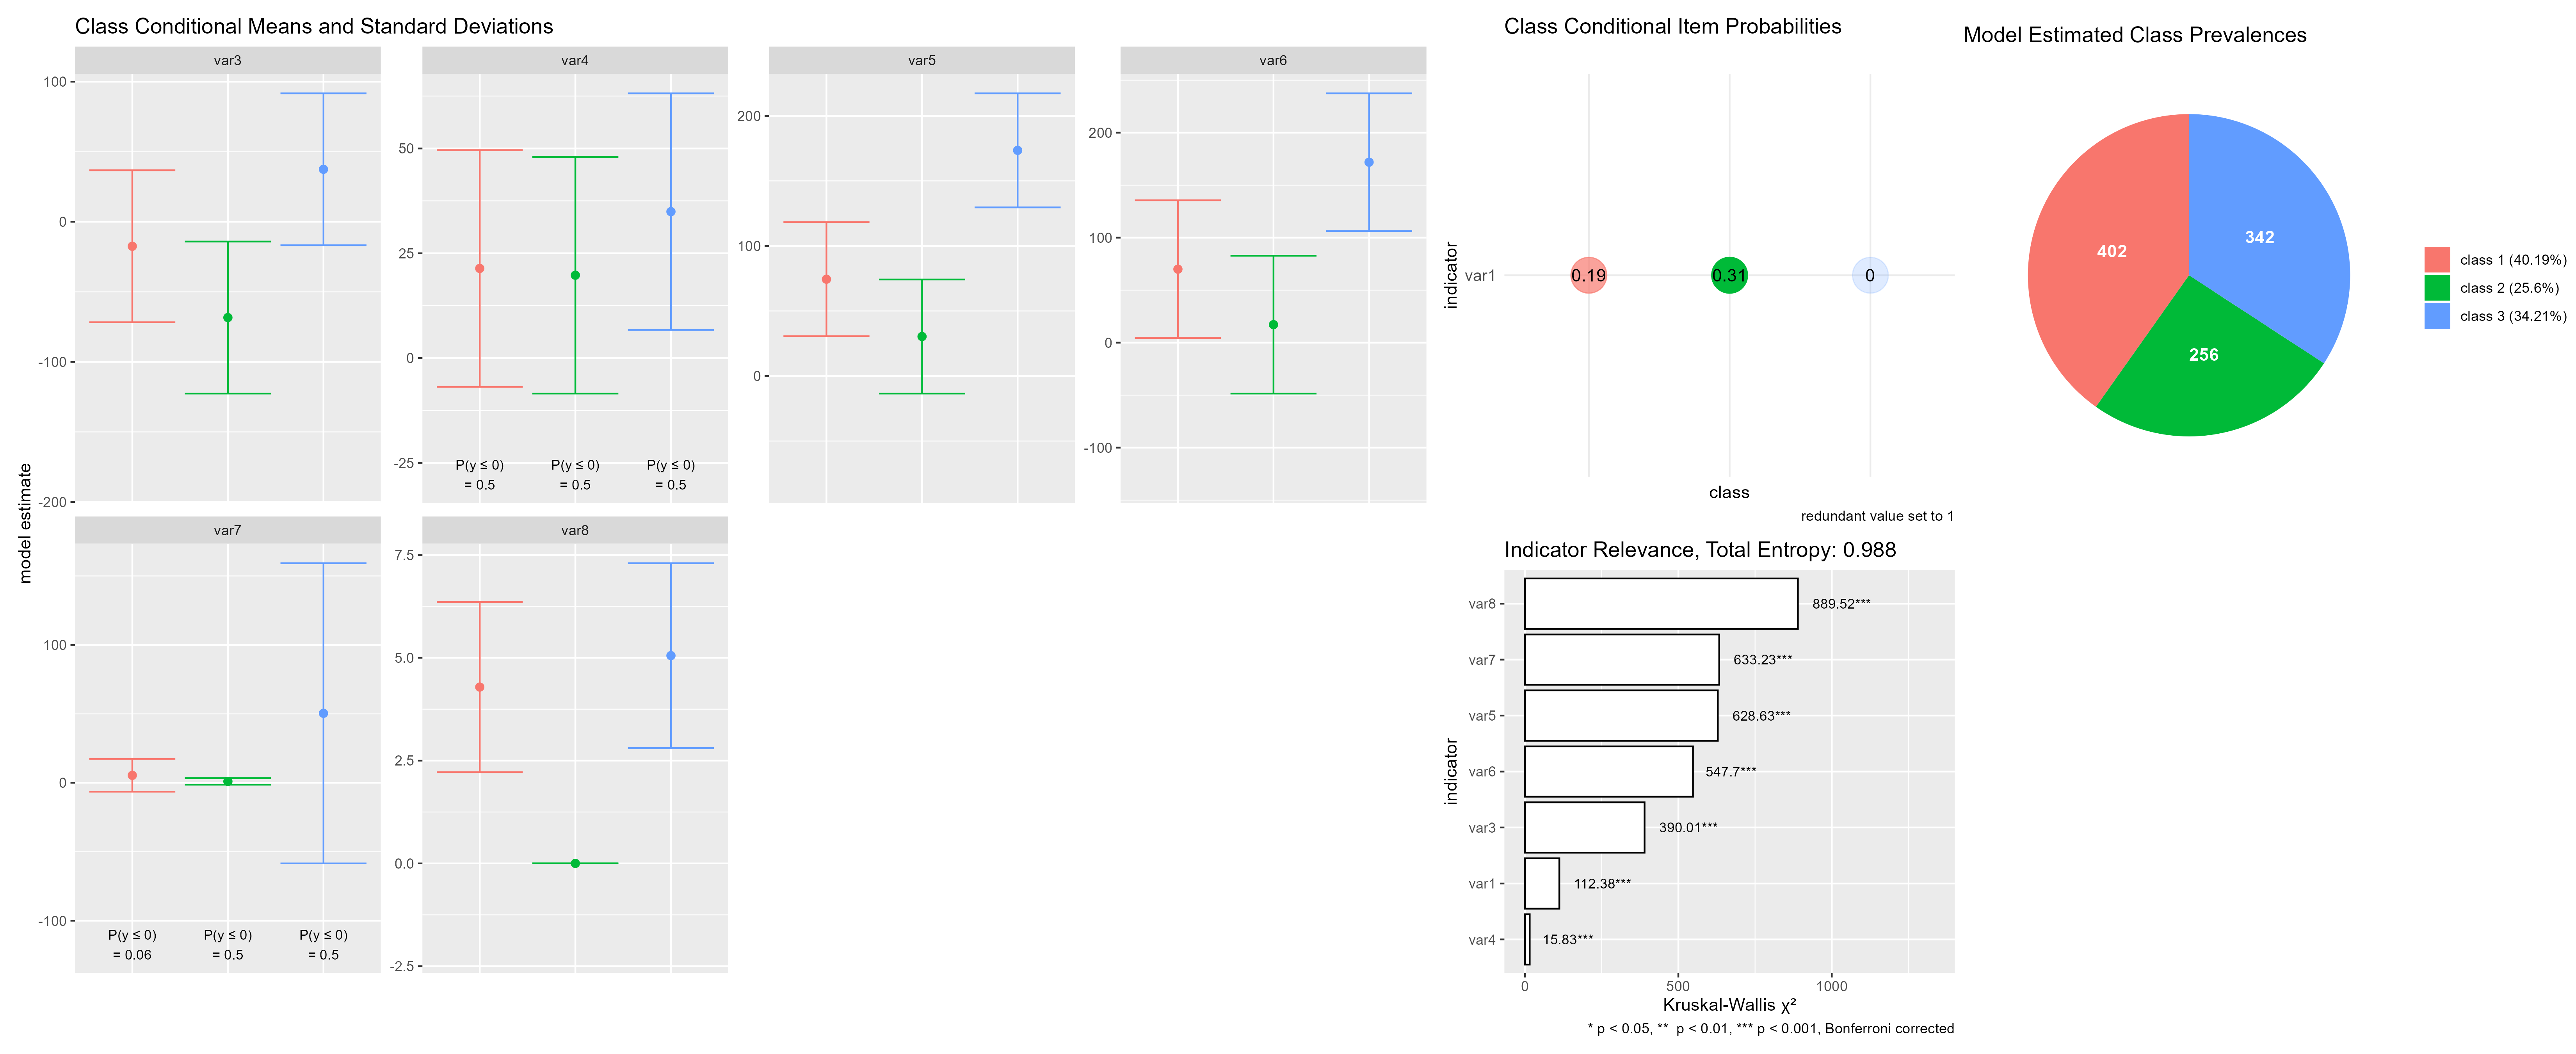 Class Conditional Means and Standard Deviations
model estimate
var3
100
0
-100
-200
var4
50
25
0
-25
P(y ≤ 0)
= 0.5
P(y ≤ 0)
= 0.5
P(y ≤ 0)
= 0.5
var5
200
100
0
var6
200
100
0
-100
var7
100
0
-100
P(y ≤ 0)
= 0.06
P(y ≤ 0)
= 0.5
P(y ≤ 0)
= 0.5
var8
7.5
5.0
2.5
0.0
-2.5
Class Conditional Item Probabilities
indicator
var1
0.19
0.31
0
class
redundant value set to 1
Model Estimated Class Prevalences
402
342
256
class 1 (40.19%)
class 2 (25.6%)
class 3 (34.21%)
Indicator Relevance, Total Entropy: 0.988
indicator
var8
889.52***
var7
633.23***
var5
628.63***
var6
547.7***
var3
390.01***
var1
112.38***
var4
15.83***
0
500
1000
Kruskal-Wallis χ²
* p < 0.05, ** p < 0.01, *** p < 0.001, Bonferroni corrected